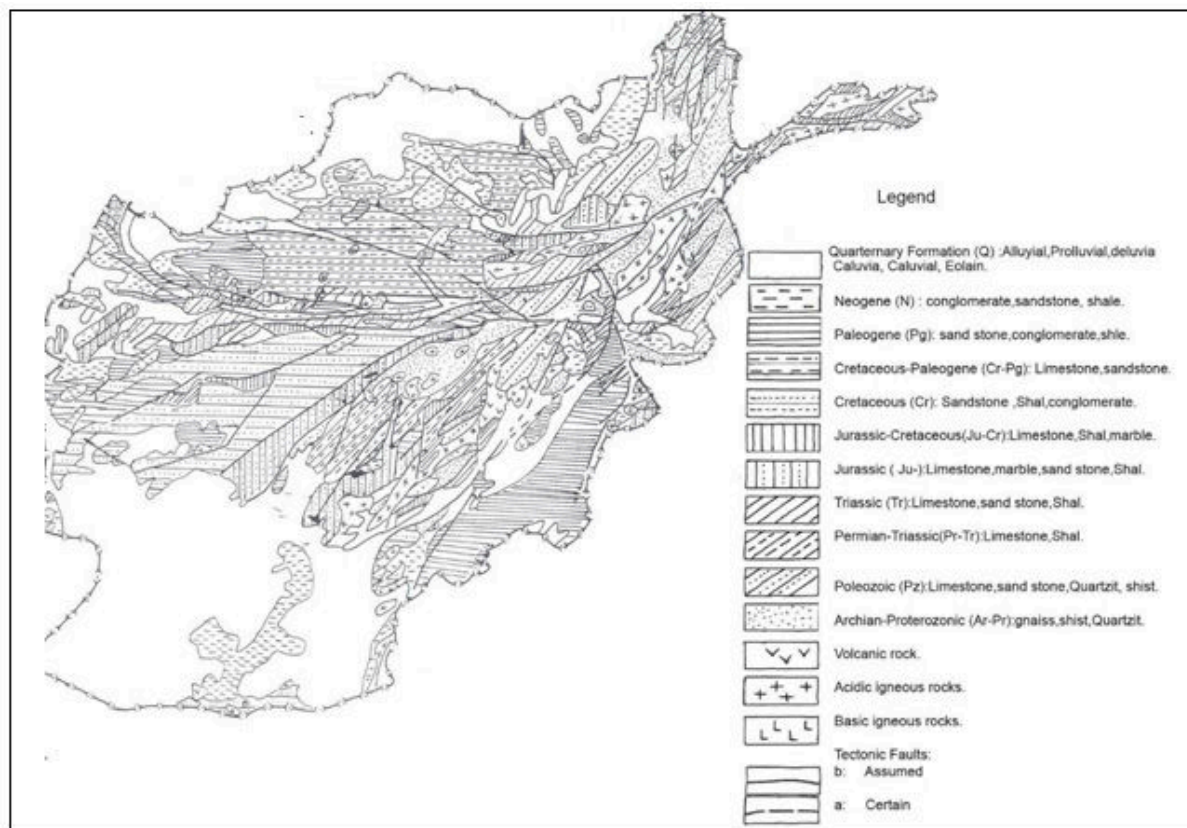 Legend
Quarternary Formation (Q) :Alluyial,Prolluvial,deluvia
Caluvia, Caluvial, Eolain.
Neogene (N) : conglomerate,sandstone, shale.
Paleogene (Pg): sand stone,conglomerate,shle.
Cretaceous-Paleogene (Cr-Pg): Limestone,sandstone.
Cretaceous (Cr): Sandstone ,Shal,conglomerate.
Jurassic-Cretaceous(Ju-Cr):Limestone,Shal,marble.
Jurassic ( Ju-):Limestone,marble,sand stone,Shal.
Triassic (Tr):Limestone,sand stone,Shal.
Permian-Triassic(Pr-Tr):Limestone,Shal.
Poleozoic (Pz):Limestone,sand stone,Quartzit, shist.
Archian-Proterozonic (Ar-Pr):gnaiss,shist,Quartzit.
Volcanic rock.
Acidic igneous rocks.
Basic igneous rocks.
Tectonic Faults:
b: Assumed
a: Certain